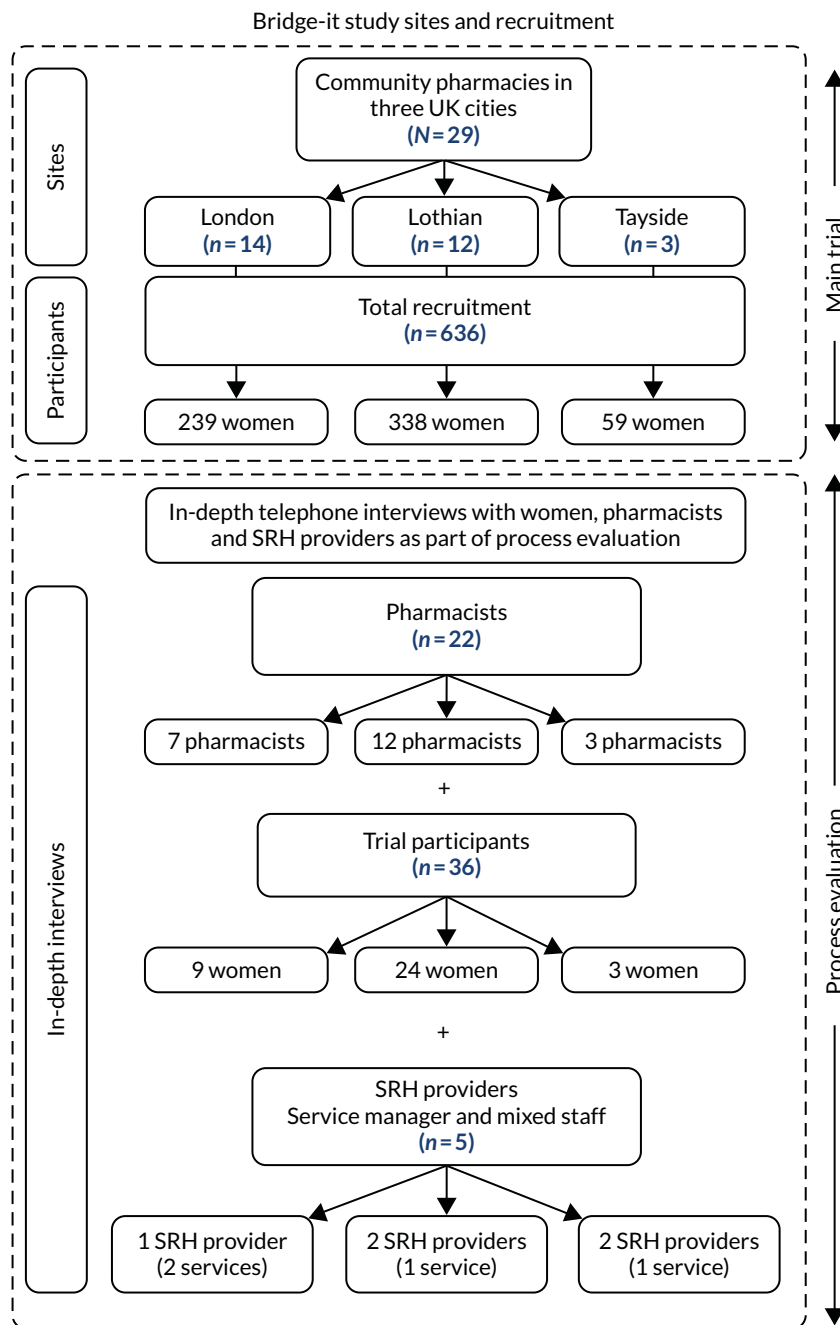 Bridge-it study sites and recruitment
Sites
Community pharmacies in
three UK cities
(N=29)
London
(n=14)
Lothian
(n=12)
Tayside
(n=3)
Main trial
Participants
Total recruitment
(n=636)
239 women
338 women
59 women
In-depth telephone interviews with women, pharmacists
and SRH providers as part of process evaluation
In-depth interviews
Pharmacists
(n=22)
7 pharmacists
12 pharmacists
3 pharmacists
+
Trial participants
(n=36)
9 women
24 women
3 women
+
Process evaluation
SRH providers
Service manager and mixed staff
(n=5)
1 SRH provider
(2 services)
2 SRH providers
(1 service)
2 SRH providers
(1 service)